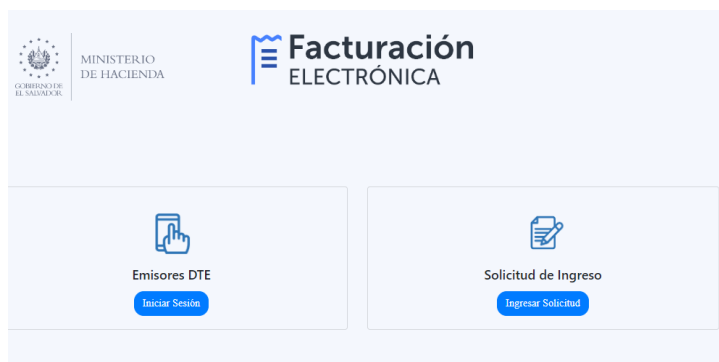 GOBIERNO DE
EL SALVADOR
MINISTERIO
DE HACIENDA
Facturación
ELECTRÓNICA
Emisores DTE
Iniciar Sesión
Solicitud de Ingreso
Ingresar Solicitud